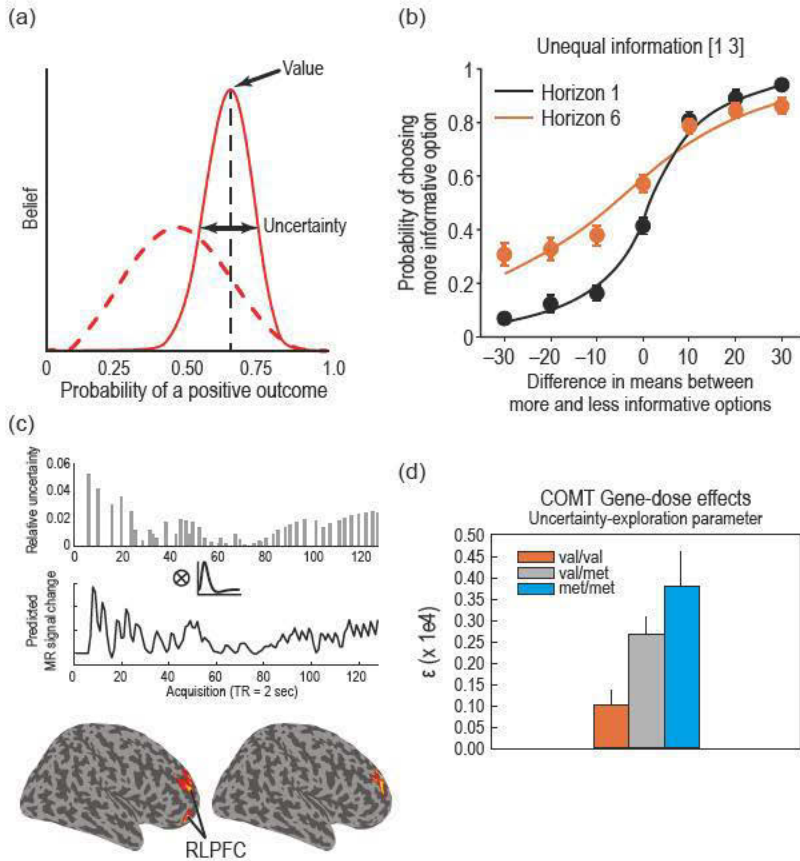 (a)
Value
Belief
Uncertainty
0 0.25 0.50 0.75 1.0
Probability of a positive outcome
(b)
Unequal information [1 3]
Horizon 1
Horizon 6
Probability of choosing
more informative option
1
0.8
0.6
0.4
0.2
0
−30 −20 −10 0 10 20 30
Difference in means between
more and less informative options
(c)
Relative uncertainty
0.06
0.04
0.02
0
0 20 40 60 80 100 120
⊗
Predicted
MR signal change
0 20 40 60 80 100 120
Acquisition (TR = 2 sec)
RLPFC
(d)
COMT Gene-dose effects
Uncertainty-exploration parameter
ε (x 1e4)
0.50
0.45
0.40
0.35
0.30
0.25
0.20
0.15
0.10
0.05
0.00
val/val
val/met
met/met